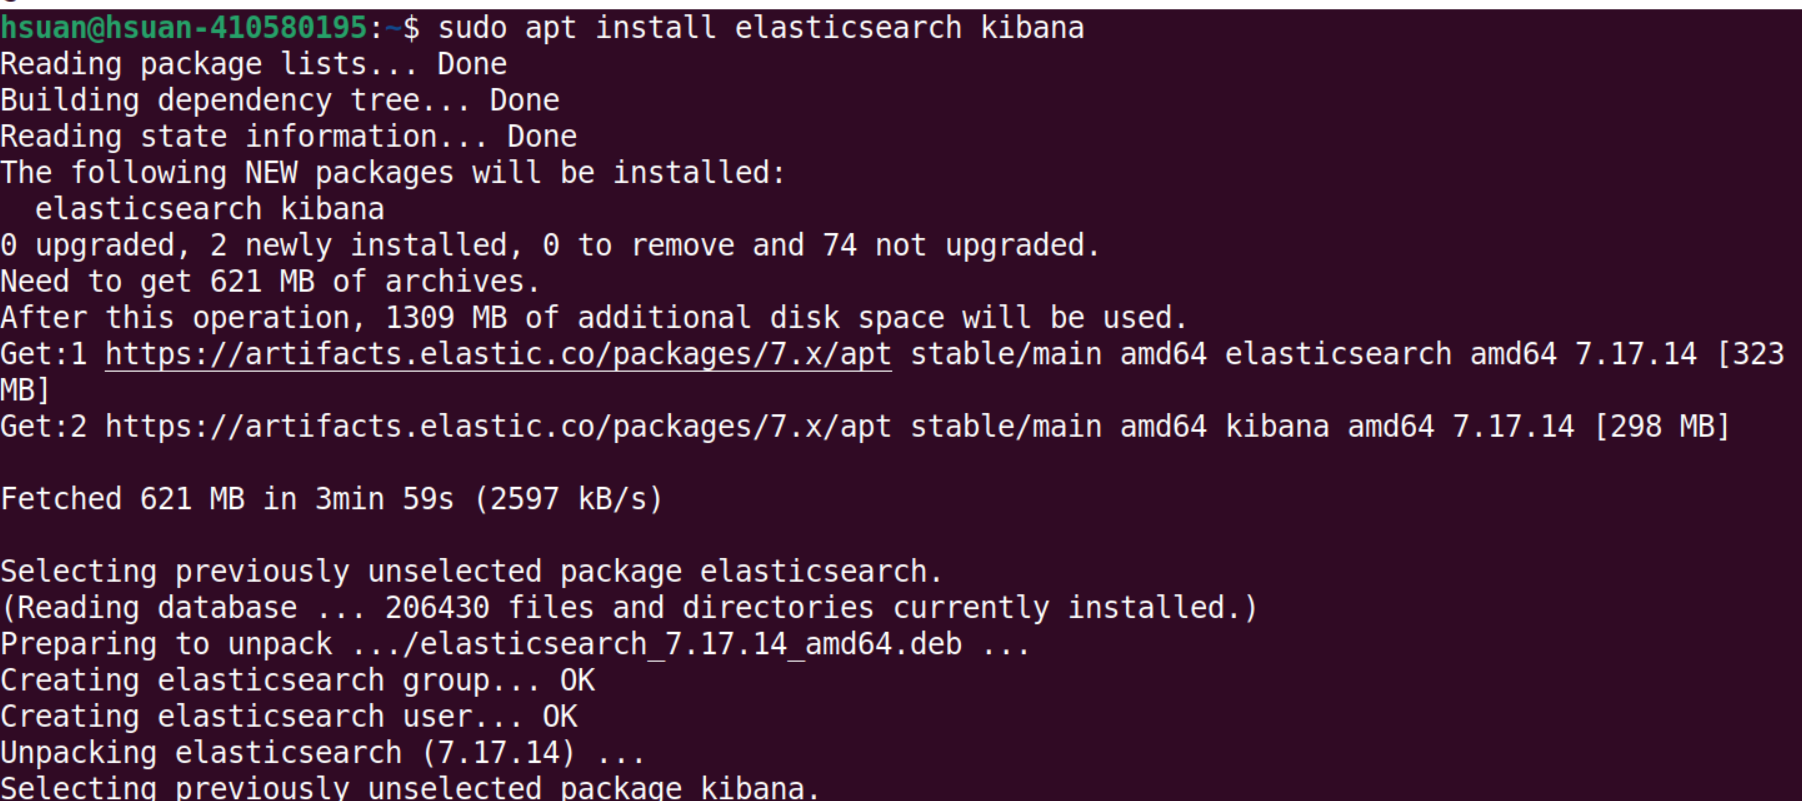 hsuan@hsuan-410580195:~$ sudo apt install elasticsearch kibana
Reading package lists... Done
Building dependency tree... Done
Reading state information... Done
The following NEW packages will be installed:
  elasticsearch kibana
0 upgraded, 2 newly installed, 0 to remove and 74 not upgraded.
Need to get 621 MB of archives.
After this operation, 1309 MB of additional disk space will be used.
Get:1 https://artifacts.elastic.co/packages/7.x/apt stable/main amd64 elasticsearch amd64 7.17.14 [323
MB]
Get:2 https://artifacts.elastic.co/packages/7.x/apt stable/main amd64 kibana amd64 7.17.14 [298 MB]
Fetched 621 MB in 3min 59s (2597 kB/s)
Selecting previously unselected package elasticsearch.
(Reading database ... 206430 files and directories currently installed.)
Preparing to unpack .../elasticsearch_7.17.14_amd64.deb ...
Creating elasticsearch group... OK
Creating elasticsearch user... OK
Unpacking elasticsearch (7.17.14) ...
Selecting previously unselected package kibana.